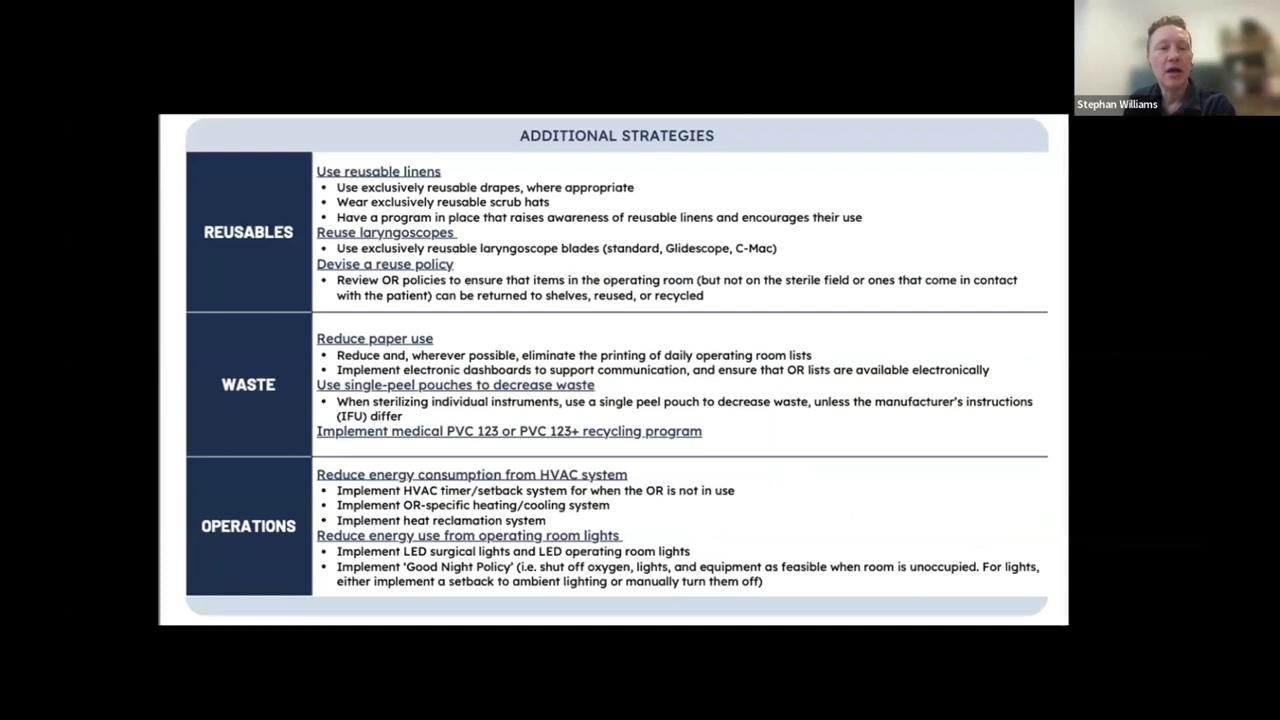 Stephan Williams
ADDITIONAL STRATEGIES
REUSABLES
Use reusable linens
• Use exclusively reusable drapes, where appropriate
• Wear exclusively reusable scrub hats
• Have a program in place that raises awareness of reusable linens and encourages their use
Reuse laryngoscopes
• Use exclusively reusable laryngoscope blades (standard, Glidescope, C-Mac)
Devise a reuse policy
• Review OR policies to ensure that items in the operating room (but not on the sterile field or ones that come in contact
with the patient) can be returned to shelves, reused, or recycled
WASTE
Reduce paper use
• Reduce and, wherever possible, eliminate the printing of daily operating room lists
• Implement electronic dashboards to support communication, and ensure that OR lists are available electronically
Use single-peel pouches to decrease waste
• When sterilizing individual instruments, use a single peel pouch to decrease waste, unless the manufacturer's instructions
(IFU) differ
Implement medical PVC 123 or PVC 123+ recycling program
OPERATIONS
Reduce energy consumption from HVAC system
• Implement HVAC timer/setback system for when the OR is not in use
• Implement OR-specific heating/cooling system
• Implement heat reclamation system
Reduce energy use from operating room lights
• Implement LED surgical lights and LED operating room lights
• Implement 'Good Night Policy' (i.e. shut off oxygen, lights, and equipment as feasible when room is unoccupied. For lights,
either implement a setback to ambient lighting or manually turn them off)